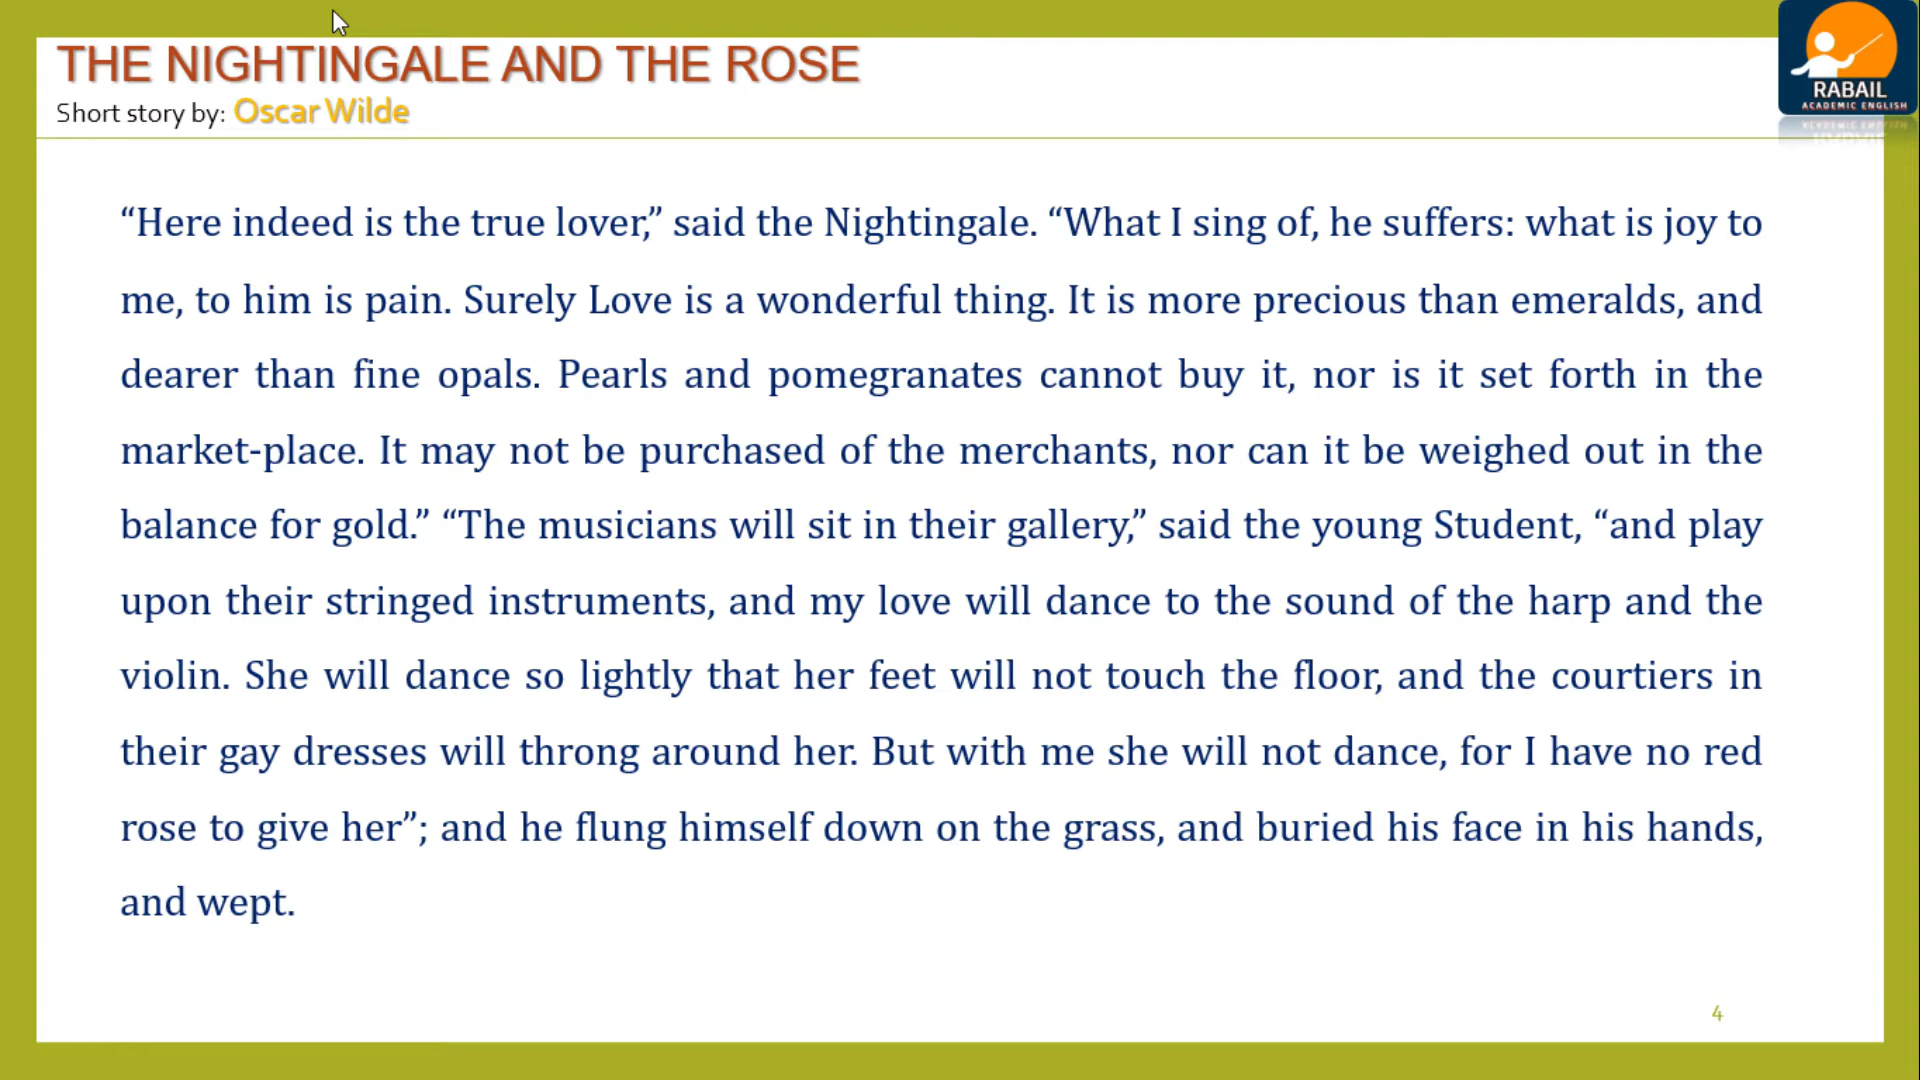 THE NIGHTINGALE AND THE ROSE
Short story by: Oscar Wilde
RABAIL
ACADEMIC ENGLISH
“Here indeed is the true lover,” said the Nightingale. “What I sing of, he suffers: what is joy to
me, to him is pain. Surely Love is a wonderful thing. It is more precious than emeralds, and
dearer than fine opals. Pearls and pomegranates cannot buy it, nor is it set forth in the
market-place. It may not be purchased of the merchants, nor can it be weighed out in the
balance for gold.” “The musicians will sit in their gallery,” said the young Student, “and play
upon their stringed instruments, and my love will dance to the sound of the harp and the
violin. She will dance so lightly that her feet will not touch the floor, and the courtiers in
their gay dresses will throng around her. But with me she will not dance, for I have no red
rose to give her”; and he flung himself down on the grass, and buried his face in his hands,
and wept.
4